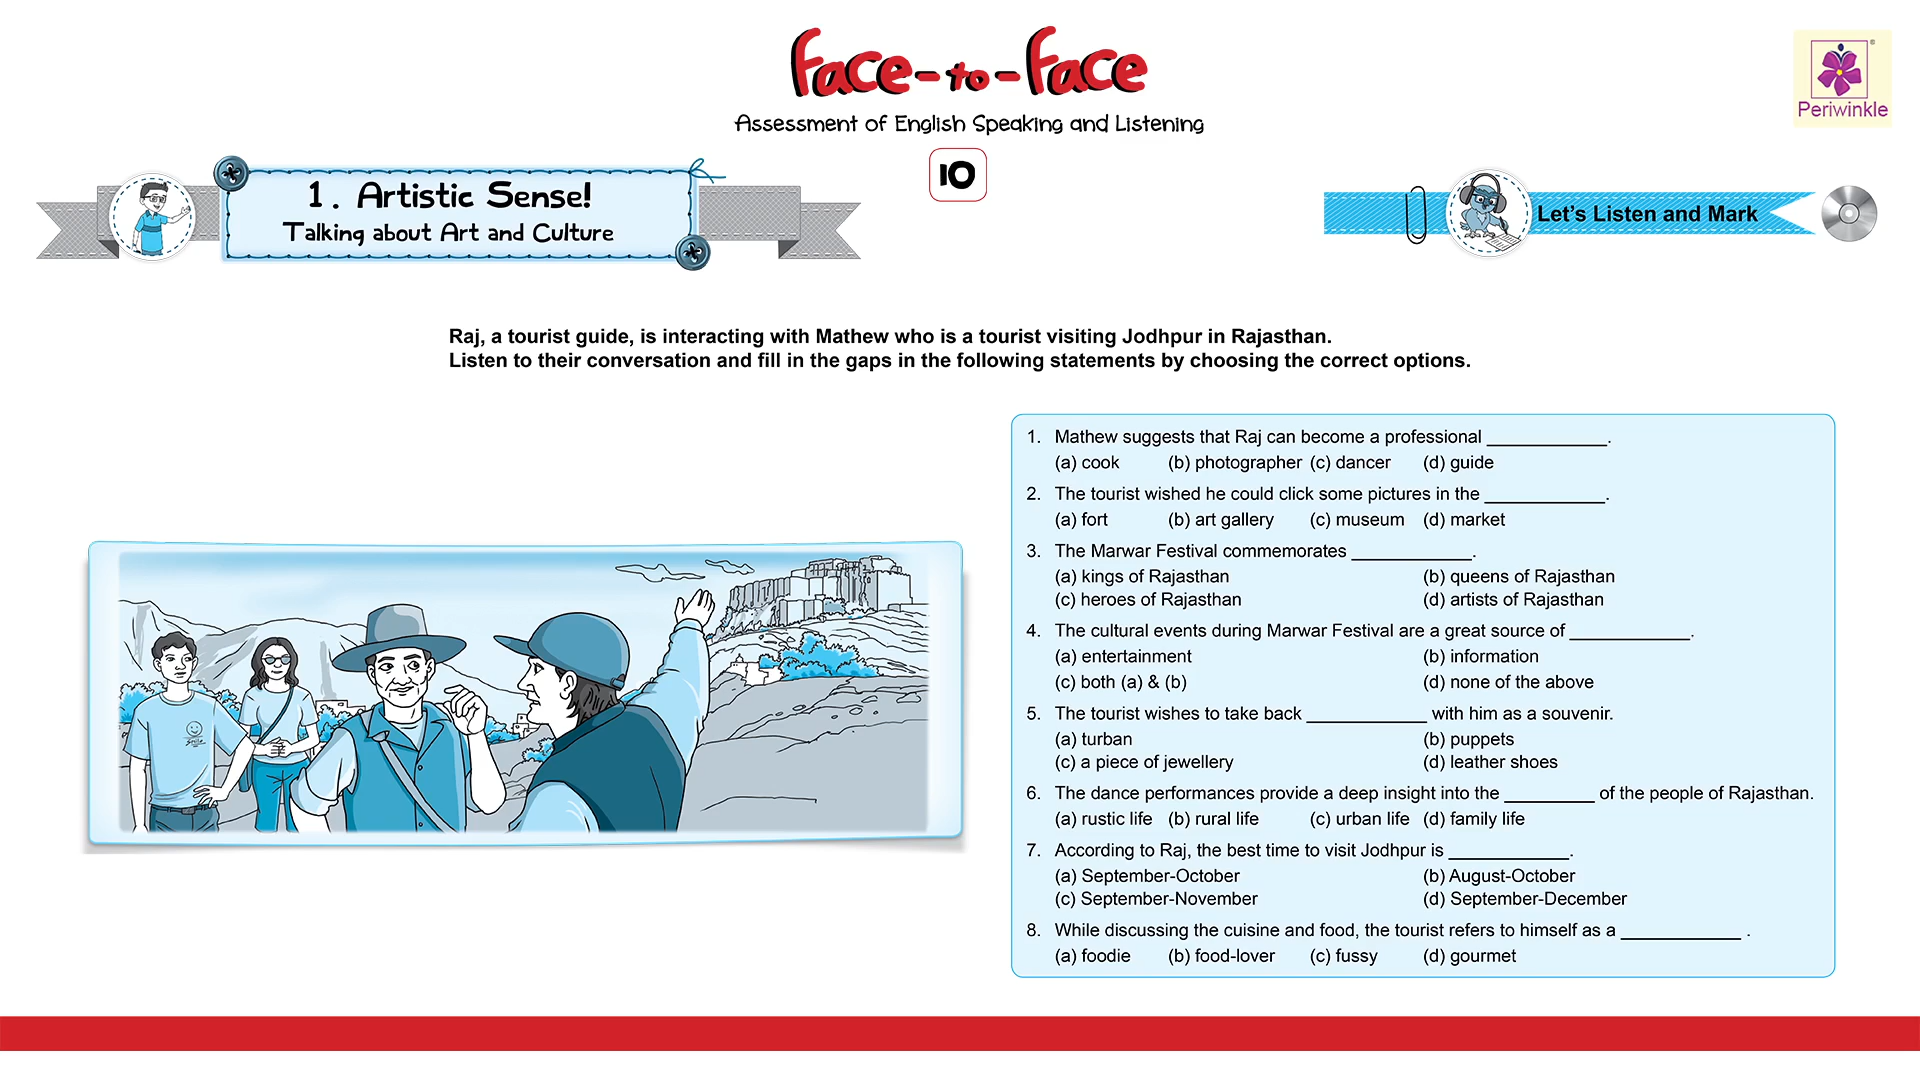 Face-to-Face
Assessment of English Speaking and Listening
10
Periwinkle
1. Artistic Sense!
Talking about Art and Culture
Let's Listen and Mark
Raj, a tourist guide, is interacting with Mathew who is a tourist visiting Jodhpur in Rajasthan.
Listen to their conversation and fill in the gaps in the following statements by choosing the correct options.
1. Mathew suggests that Raj can become a professional ____________.
(a) cook (b) photographer (c) dancer (d) guide
2. The tourist wished he could click some pictures in the ____________.
(a) fort (b) art gallery (c) museum (d) market
3. The Marwar Festival commemorates ____________.
(a) kings of Rajasthan (b) queens of Rajasthan
(c) heroes of Rajasthan (d) artists of Rajasthan
4. The cultural events during Marwar Festival are a great source of ____________.
(a) entertainment (b) information
(c) both (a) & (b) (d) none of the above
5. The tourist wishes to take back ____________ with him as a souvenir.
(a) turban (b) puppets
(c) a piece of jewellery (d) leather shoes
6. The dance performances provide a deep insight into the _________ of the people of Rajasthan.
(a) rustic life (b) rural life (c) urban life (d) family life
7. According to Raj, the best time to visit Jodhpur is ____________.
(a) September-October (b) August-October
(c) September-November (d) September-December
8. While discussing the cuisine and food, the tourist refers to himself as a ____________ .
(a) foodie (b) food-lover (c) fussy (d) gourmet